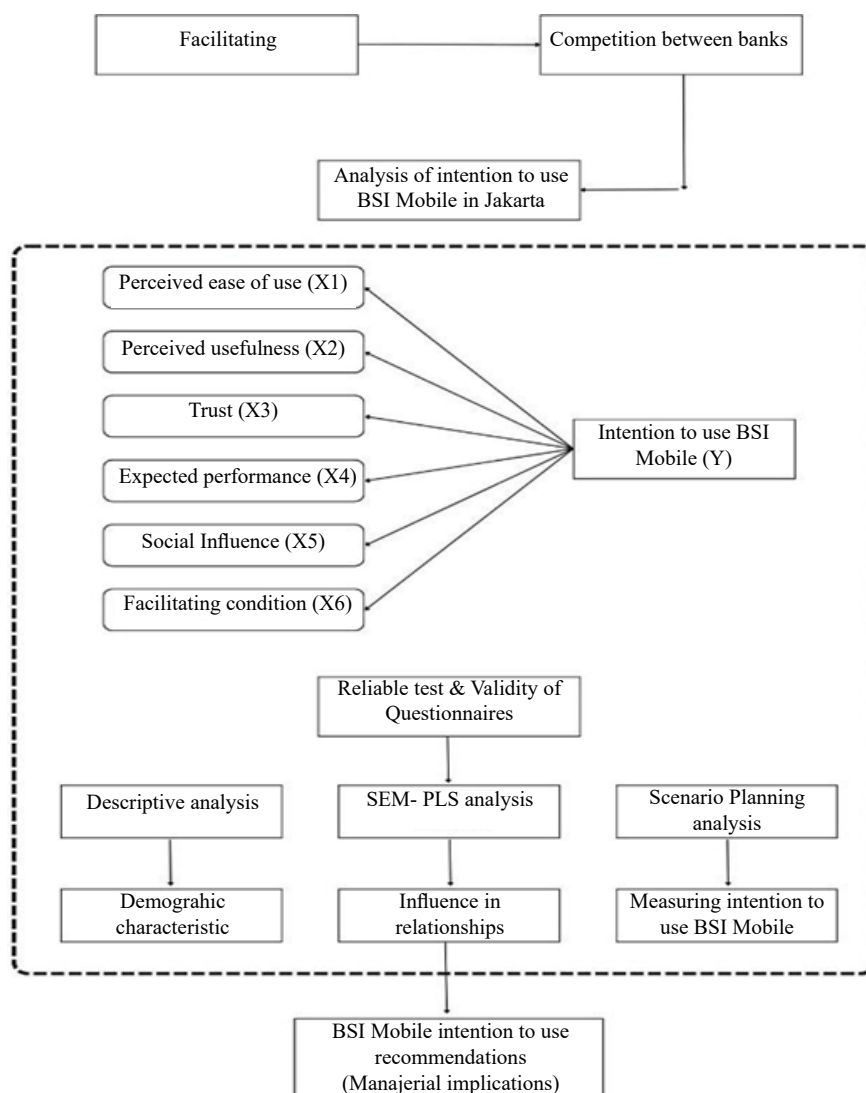 Facilitating
Competition between banks
Analysis of intention to use
BSI Mobile in Jakarta
Perceived ease of use (X1)
Perceived usefulness (X2)
Trust (X3)
Expected performance (X4)
Social Influence (X5)
Facilitating condition (X6)
Intention to use BSI
Mobile (Y)
Reliable test & Validity of
Questionnaires
Descriptive analysis
SEM- PLS analysis
Scenario Planning
analysis
Demograhic
characteristic
Influence in
relationships
Measuring intention to
use BSI Mobile
BSI Mobile intention to use
recommendations
(Manajerial implications)